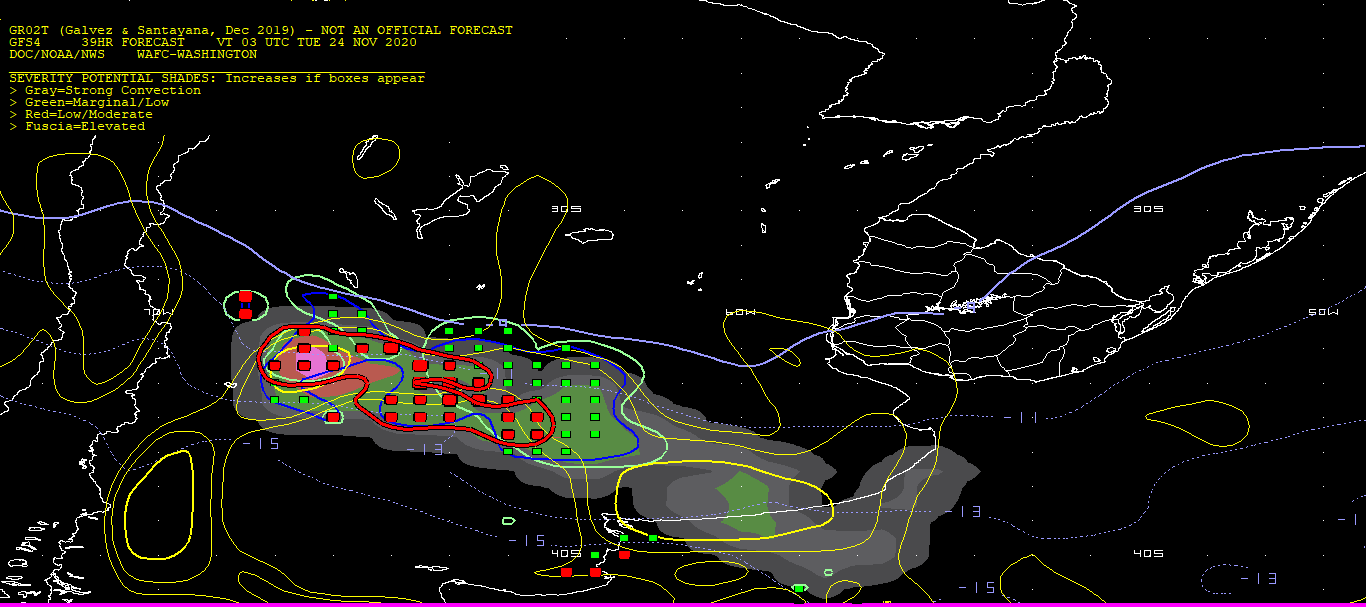 GR02T (Galvez & Santayana, Dec 2019) - NOT AN OFFICIAL FORECAST
GFS4 39HR FORECAST VT 03 UTC TUE 24 NOV 2020
DOC/NOAA/NWS WAFC-WASHINGTON
SEVERITY POTENTIAL SHADES: Increases if boxes appear
> Gray=Strong Convection
> Green=Marginal/Low
> Red=Low/Moderate
> Fuscia=Elevated
30S
30S
60W
50W
-11
-15
-13
-13
-15
40S
40S
-15
-13